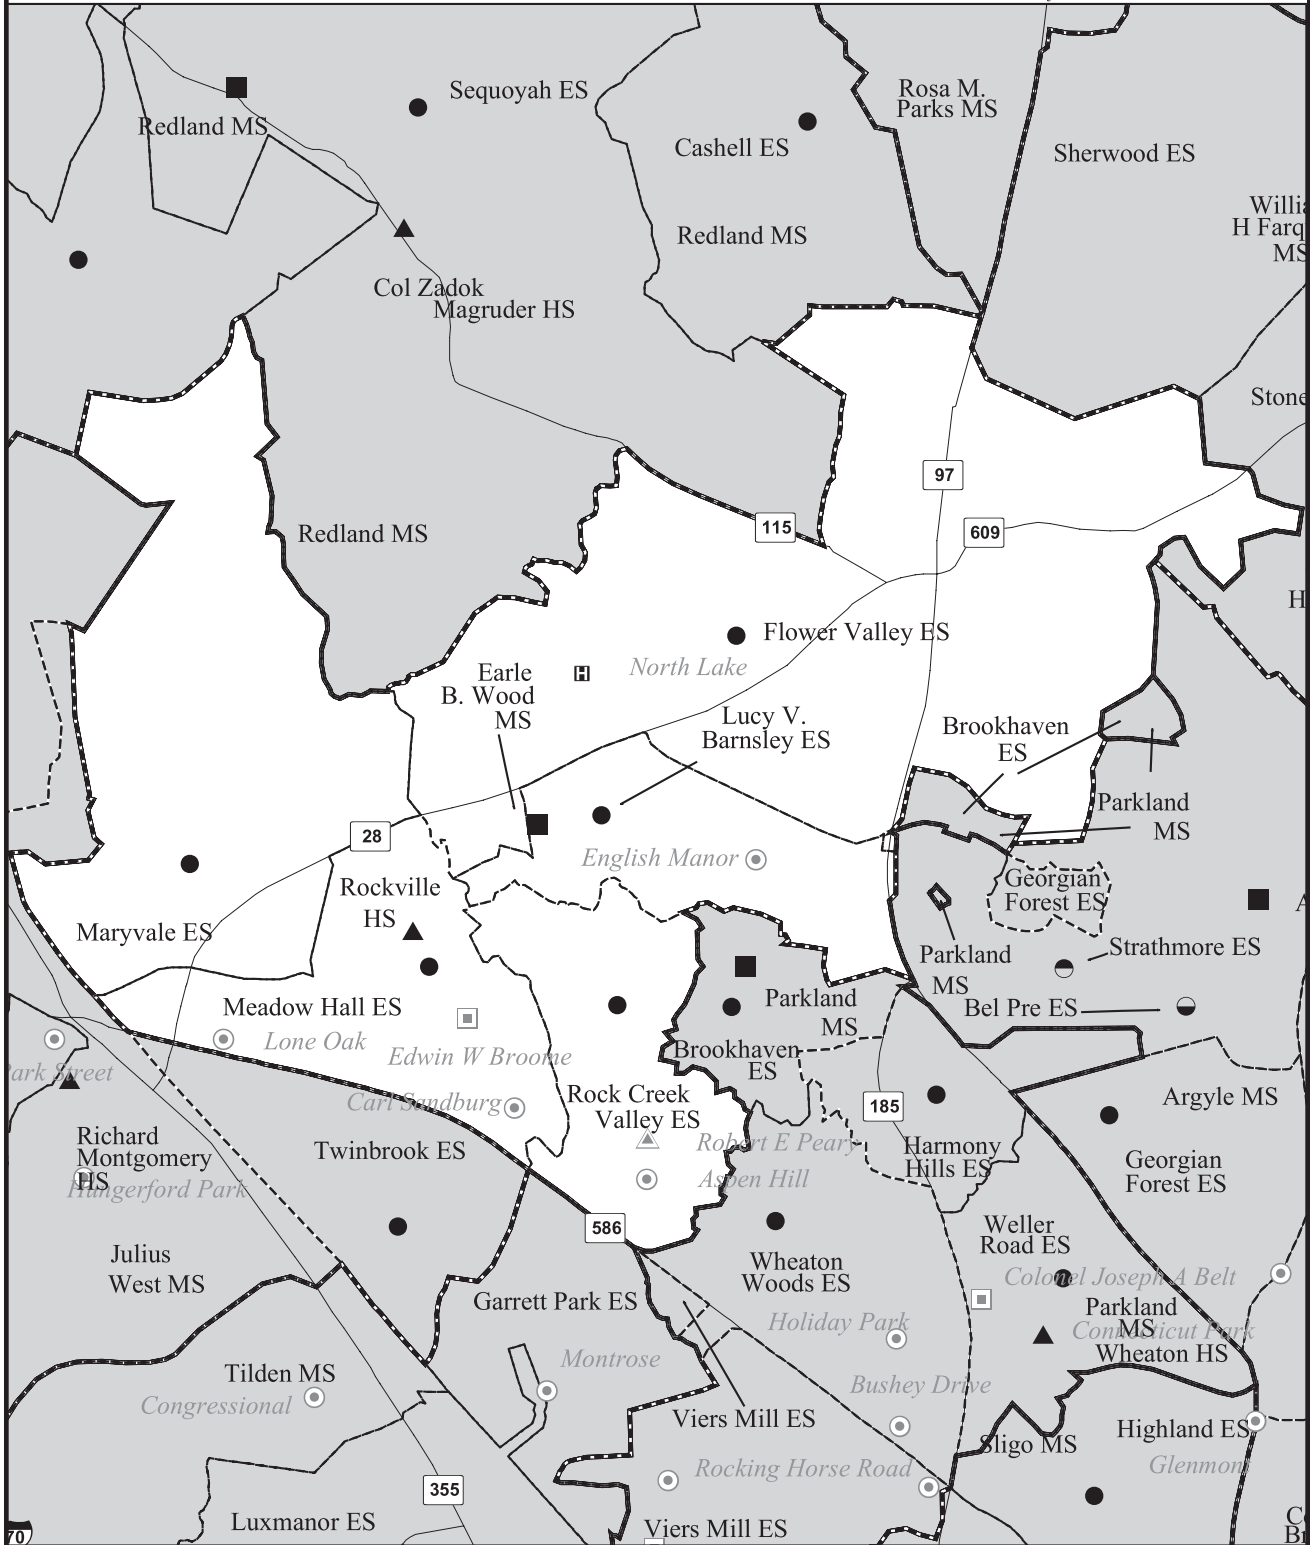 Sequoyah ES
Rosa M.
Parks MS
Redland MS
Cashell ES
Sherwood ES
H Farq
MS
Redland MS
Col Zadok
Magruder HS
Stone
97
115
609
Redland MS
H
Flower Valley ES
Earle
B. Wood
MS
H
North Lake
Lucy V.
Barnsley ES
Brookhaven
ES
Parkland
MS
28
English Manor
Rockville
HS
Georgian
Forest ES
A
Maryvale ES
Parkland
MS
Strathmore ES
Meadow Hall ES
Parkland
MS
Bel Pre ES
Lone Oak
Edwin W Broome
Brookhaven
ES
Park Street
Carl Sandburg
Rock Creek
Valley ES
185
Argyle MS
Richard
Montgomery
HS
Hungerford Park
Twinbrook ES
Robert E Peary
Aspen Hill
Harmony
Hills ES
Georgian
Forest ES
586
Weller
Road ES
Julius
West MS
Wheaton
Woods ES
Colonel Joseph A Belt
Garrett Park ES
Holiday Park
Parkland
MS
Connecticut Park
Wheaton HS
Tilden MS
Montrose
Congressional
Bushey Drive
Viers Mill ES
Sligo MS
Highland ES
Rocking Horse Road
Glenmont
355
Luxmanor ES
Viers Mill ES
70